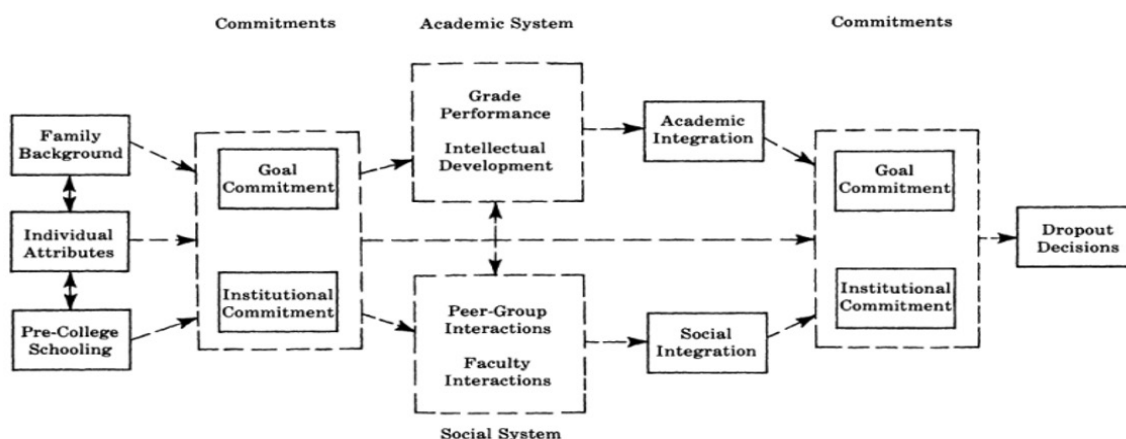 Commitments
Academic System
Commitments
Family
Background
Individual
Attributes
Pre-College
Schooling
Goal
Commitment
Institutional
Commitment
Grade
Performance
Intellectual
Development
Peer-Group
Interactions
Faculty
Interactions
Social System
Academic
Integration
Social
Integration
Goal
Commitment
Institutional
Commitment
Dropout
Decisions